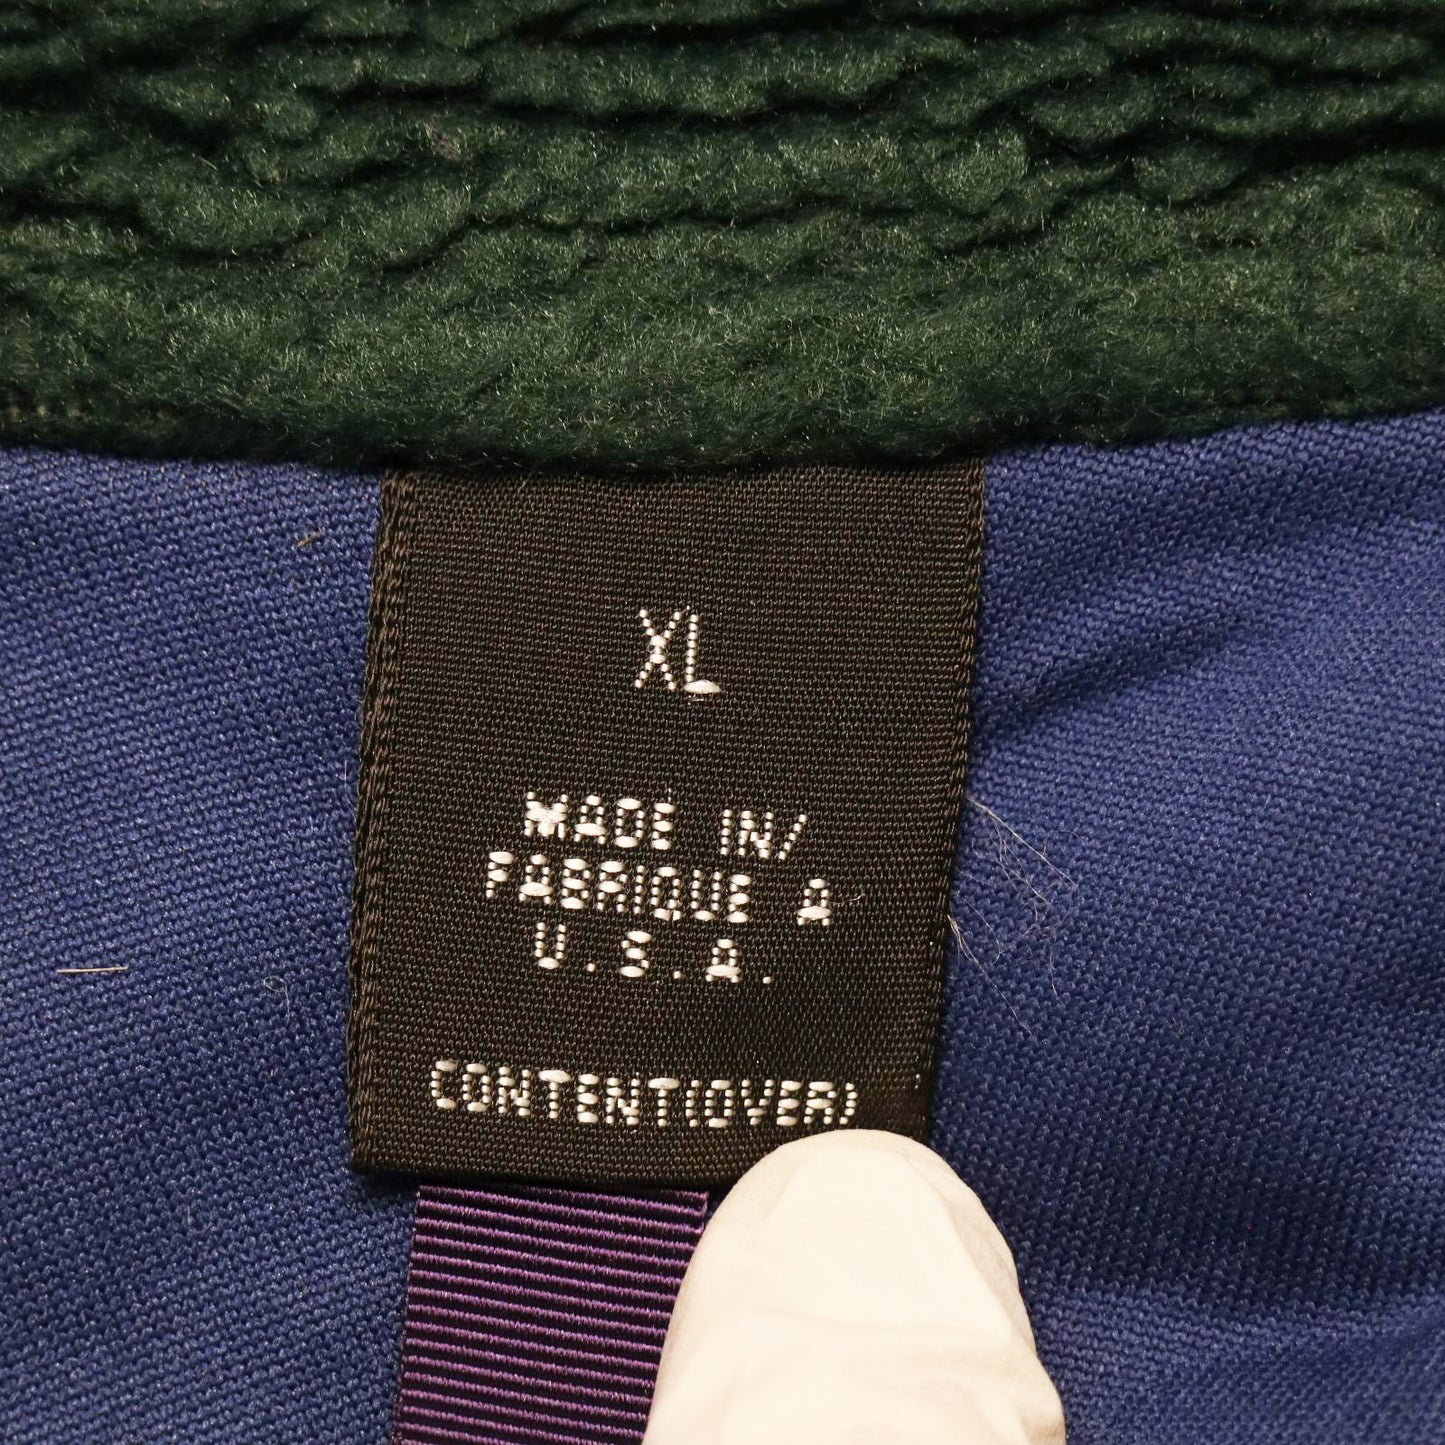 XL
MADE IN/
FABRIQUE A
U.S.A.
CONTENT(OVER)